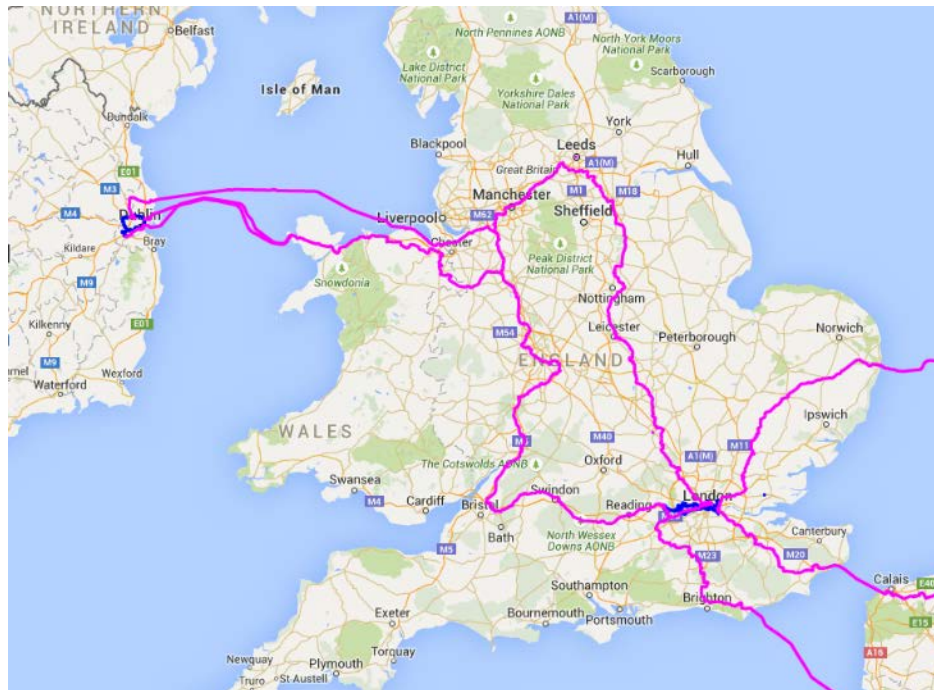 NORTHERN
IRELAND
Belfast
North Pennines AONB
A1(M)
North York Moors
National Park
Lake District
National Park
Scarborough
Isle of Man
Yorkshire Dales
National Park
Dundalk
Blackpool
York
Leeds
E01
Great Britain
A1(M)
Hull
M3
Manchester
M1
M18
M4
Dublin
Liverpool
M62
Sheffield
Kildare
Bray
Chester
Peak District
National Park
M9
Snowdonia
Nottingham
Kilkenny
E01
M54
Leicester
Peterborough
Norwich
M9
Wexford
ENGLAND
Waterford
Ipswich
WALES
M5
M40
M11
A1(M)
The Cotswolds AONB
Oxford
Swansea
M4
Cardiff
Bristol
Swindon
Reading
London
Bath
North Wessex
Downs AONB
M23
M20
Canterbury
M5
Southampton
Calais
E40
Exeter
Bournemouth
Portsmouth
Brighton
E15
Newquay
Torquay
A16
Truro
St Austell
Plymouth